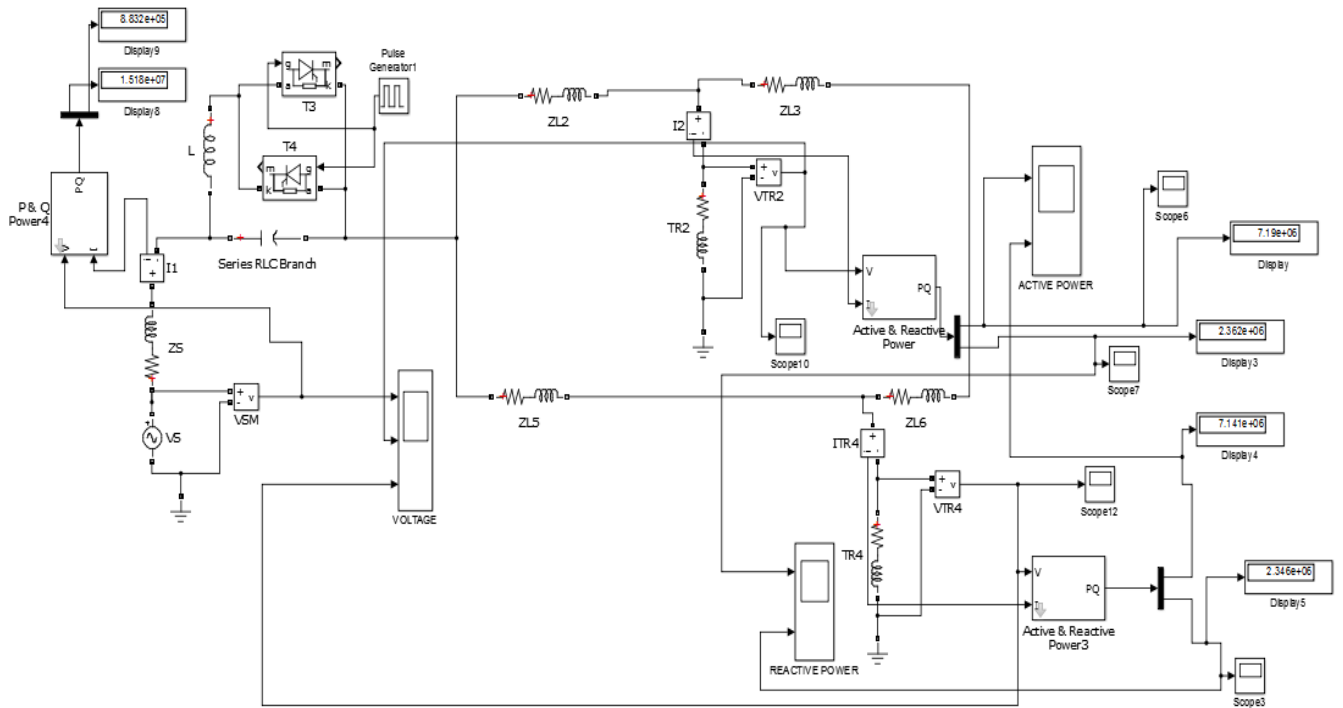 8.832e+05
Display9
1.518e+07
Display8
P & Q
Power4
PQ
V
I
L
g m
a k
T3
T4
m g
k a
Pulse
Generator1
Series RLC Branch
I1
ZS
VS
VSM
+
-
v
VOLTAGE
ZL2
ZL3
I2
VTR2
TR2
Scope10
V
I
PQ
Active & Reactive
Power
ACTIVE POWER
Scope6
7.19e+06
Display
2.362e+06
Display3
Scope7
7.141e+06
Display4
ZL5
ZL6
ITR4
VTR4
TR4
Scope12
V
I
PQ
Active & Reactive
Power3
REACTIVE POWER
2.346e+06
Display5
Scope3